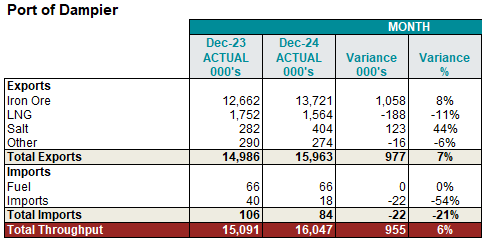 Port of Dampier
MONTH
Dec-23 Dec-24 Variance Variance
ACTUAL ACTUAL 000's %
000's 000's
Exports
Iron Ore 12,662 13,721 1,058 8%
LNG 1,752 1,564 -188 -11%
Salt 282 404 123 44%
Other 290 274 -16 -6%
Total Exports 14,986 15,963 977 7%
Imports
Fuel 66 66 0 0%
Imports 40 18 -22 -54%
Total Imports 106 84 -22 -21%
Total Throughput 15,091 16,047 955 6%